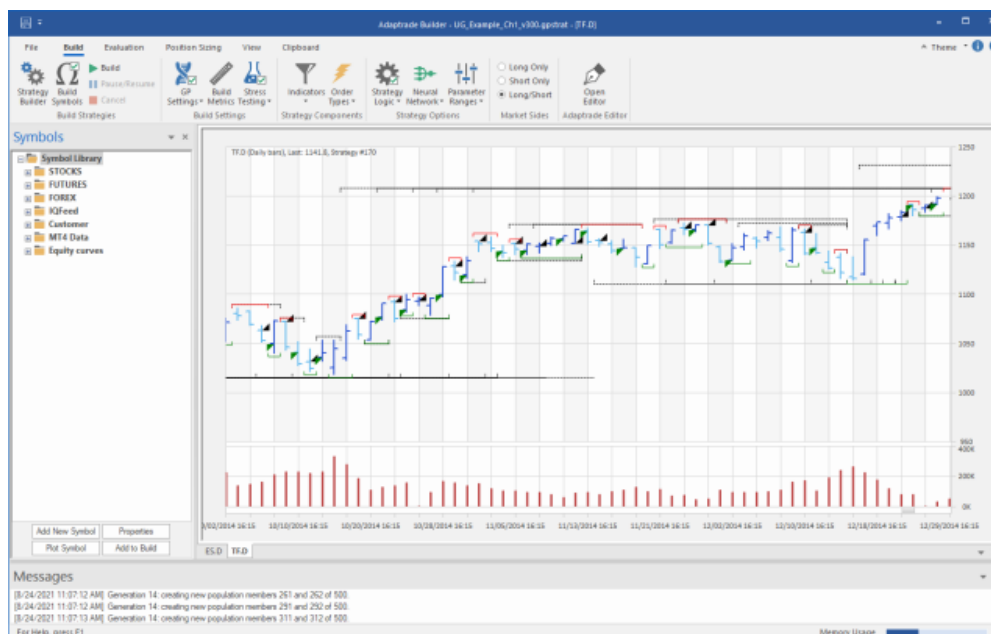 Adaptrade Builder - UG_Example_Ch1_v300.gpstrat - [TF.D]
File Build Evaluation Position Sizing View Clipboard
Theme
Strategy Builder
Build Symbols
Build
Pause/Resume
Cancel
GP Settings
Build Metrics
Stress Testing
Indicators
Order Types
Strategy Logic
Neural Network
Parameter Ranges
Long Only
Short Only
Long/Short
Open Editor
Build Strategies Build Settings Strategy Components Strategy Options Market Sides Adaptrade Editor
Symbols
Symbol Library
STOCKS
FUTURES
FOREX
IQFeed
Customer
MT4 Data
Equity curves
Add New Symbol Properties
Plot Symbol Add to Build
TF.D (Daily bars), Last: 1141.8, Strategy #170
1250
1200
1150
1100
1050
1000
950
400K
200K
0K
/02/2014 16:15 10/10/2014 16:15 10/20/2014 16:15 10/28/2014 16:15 11/05/2014 16:15 11/13/2014 16:15 11/21/2014 16:15 12/02/2014 16:15 12/10/2014 16:15 12/18/2014 16:15 12/29/2014 16:15
ES.D TF.D
Messages
[8/24/2021 11:07:12 AM] Generation 14: creating new population members 261 and 262 of 500.
[8/24/2021 11:07:12 AM] Generation 14: creating new population members 291 and 292 of 500.
[8/24/2021 11:07:13 AM] Generation 14: creating new population members 311 and 312 of 500.
For Help, press F1 Memory Usage